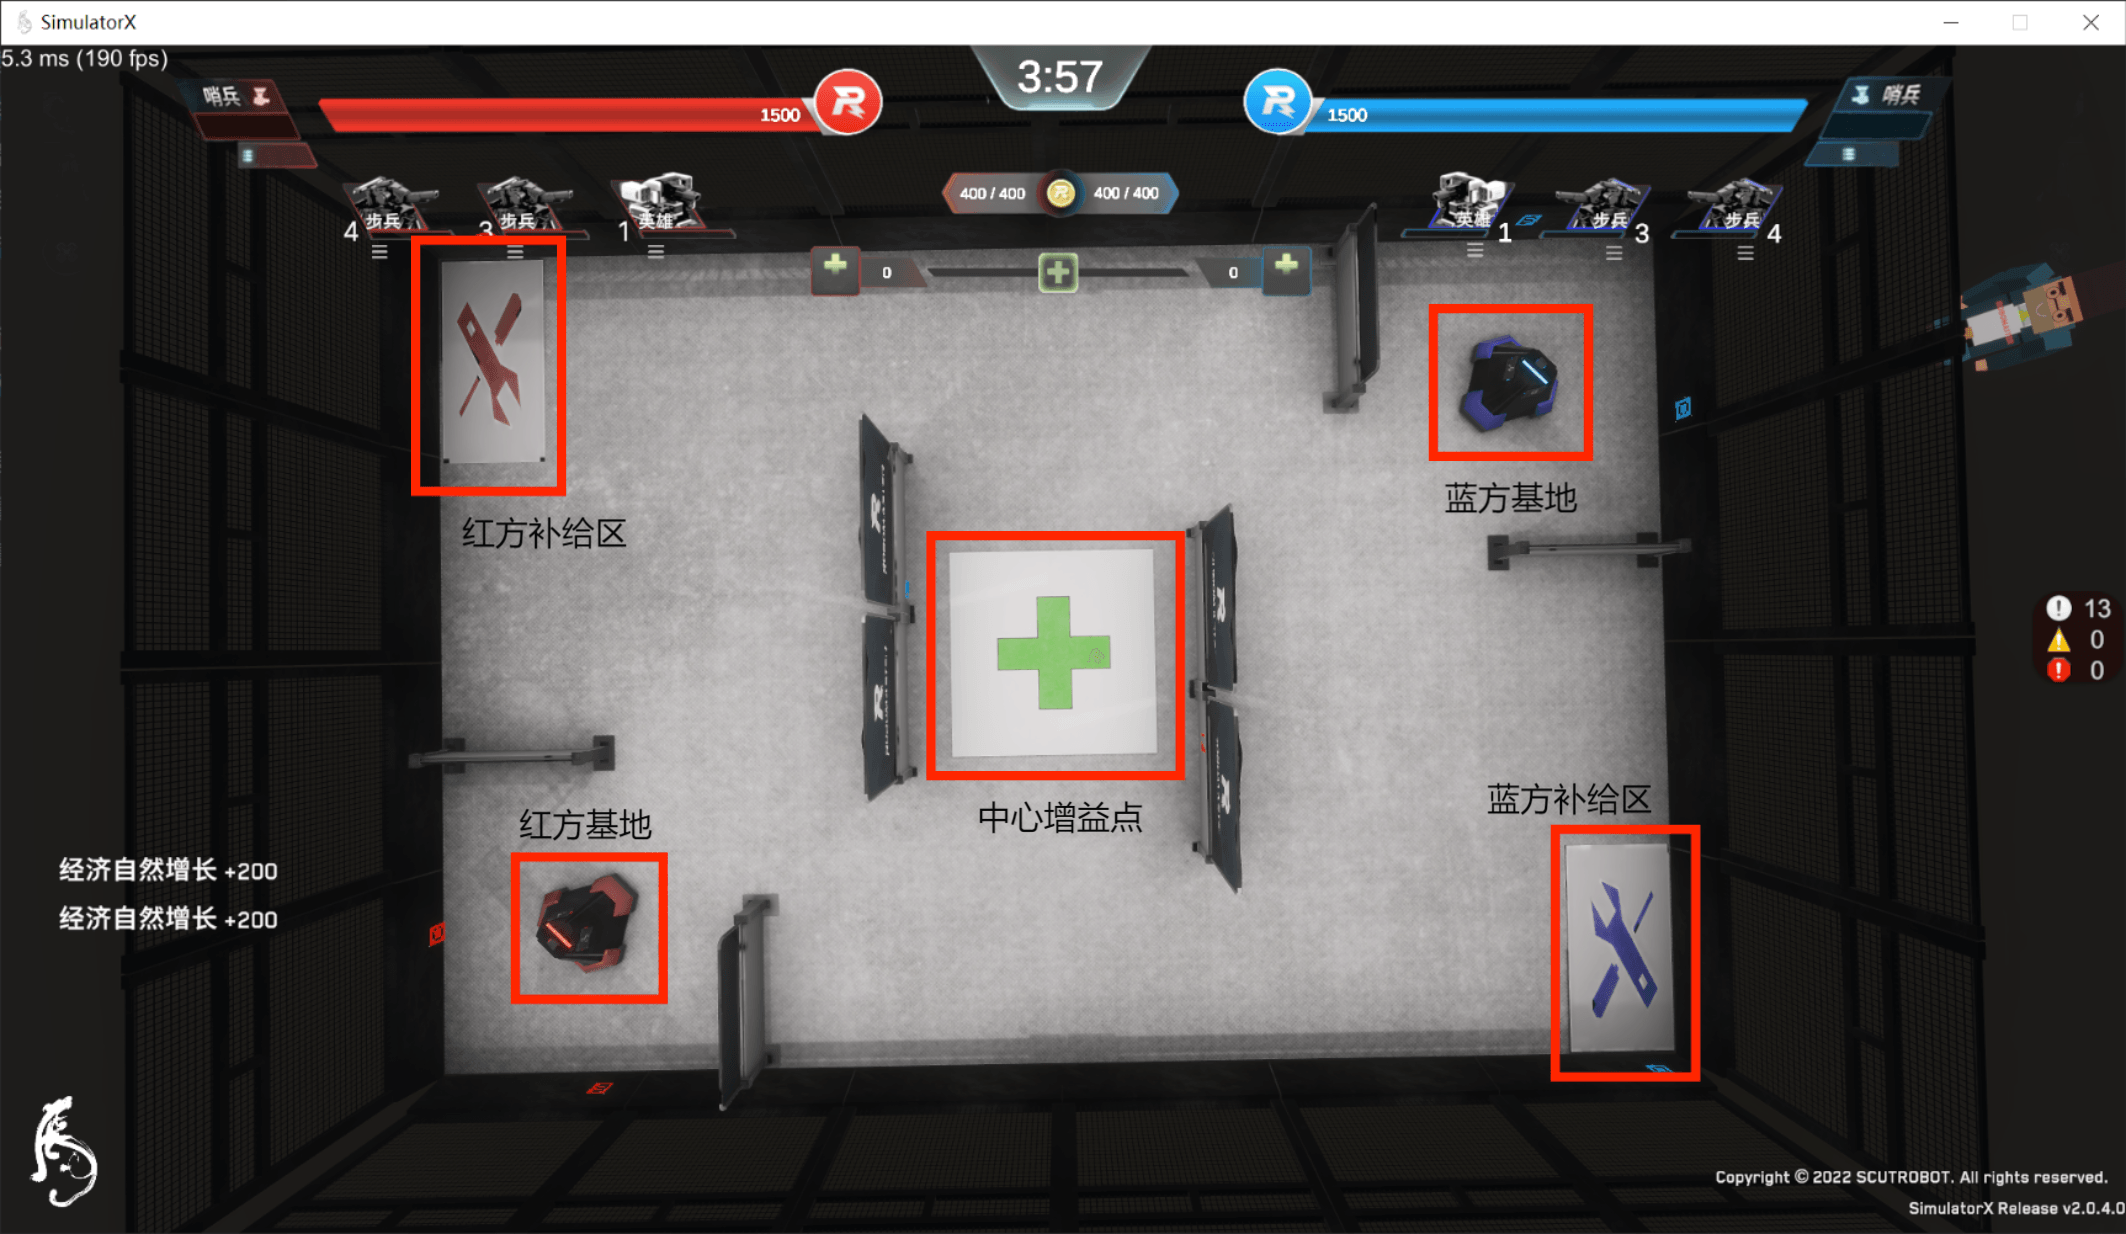 SimulatorX
5.3 ms (190 fps)
哨兵
1500
3:57
1500
哨兵
4 步兵
3 步兵
1 英雄
400 / 400
400 / 400
英雄 1
步兵 3
步兵 4
0
0
红方补给区
蓝方基地
13
0
0
红方基地
中心增益点
蓝方补给区
经济自然增长 +200
经济自然增长 +200
Copyright © 2022 SCUTROBOT. All rights reserved.
SimulatorX Release v2.0.4.0